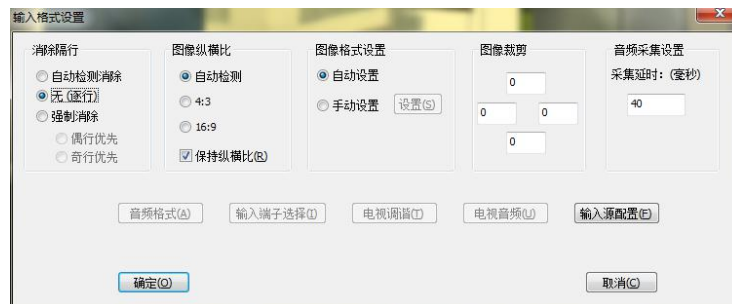 输入格式设置
消除隔行
自动检测消除
无(逐行)
强制消除
偶行优先
奇行优先
图像纵横比
自动检测
4:3
16:9
保持纵横比(R)
图像格式设置
自动设置
手动设置 设置(S)
图像裁剪
0
0 0
0
音频采集设置
采集延时:(毫秒)
40
音频格式(A) 输入端子选择(I) 电视调谐(T) 电视音频(U) 输入源配置(F)
确定(O) 取消(C)